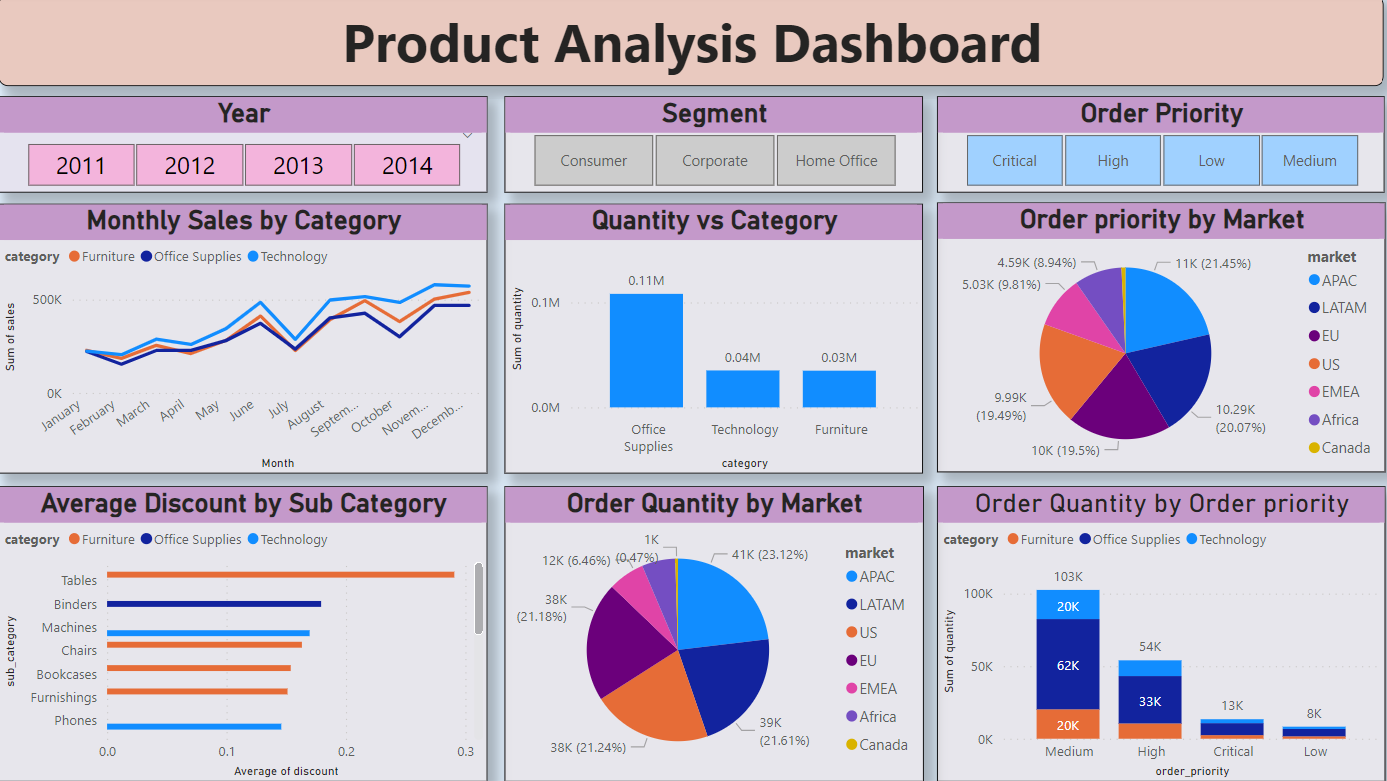 Product Analysis Dashboard
Year
2011 2012 2013 2014
Segment
Consumer Corporate Home Office
Order Priority
Critical High Low Medium
Monthly Sales by Category
category Furniture Office Supplies Technology
Sum of sales
500K
0K
January February March April May June July August Septem... October Novem... Decemb...
Month
Quantity vs Category
Sum of quantity
0.1M
0.0M
0.11M
0.04M
0.03M
Office
Supplies
Technology
Furniture
category
Order priority by Market
4.59K (8.94%)
5.03K (9.81%)
9.99K
(19.49%)
10K (19.5%)
10.29K
(20.07%)
11K (21.45%)
market
APAC
LATAM
EU
US
EMEA
Africa
Canada
Average Discount by Sub Category
category Furniture Office Supplies Technology
sub_category
Tables
Binders
Machines
Chairs
Bookcases
Furnishings
Phones
0.0 0.1 0.2 0.3
Average of discount
Order Quantity by Market
1K
(0.47%)
12K (6.46%)
38K
(21.18%)
38K (21.24%)
39K
(21.61%)
41K (23.12%)
market
APAC
LATAM
US
EU
EMEA
Africa
Canada
Order Quantity by Order priority
category Furniture Office Supplies Technology
Sum of quantity
100K
50K
0K
103K
20K
62K
20K
54K
33K
13K
8K
Medium High Critical Low
order_priority